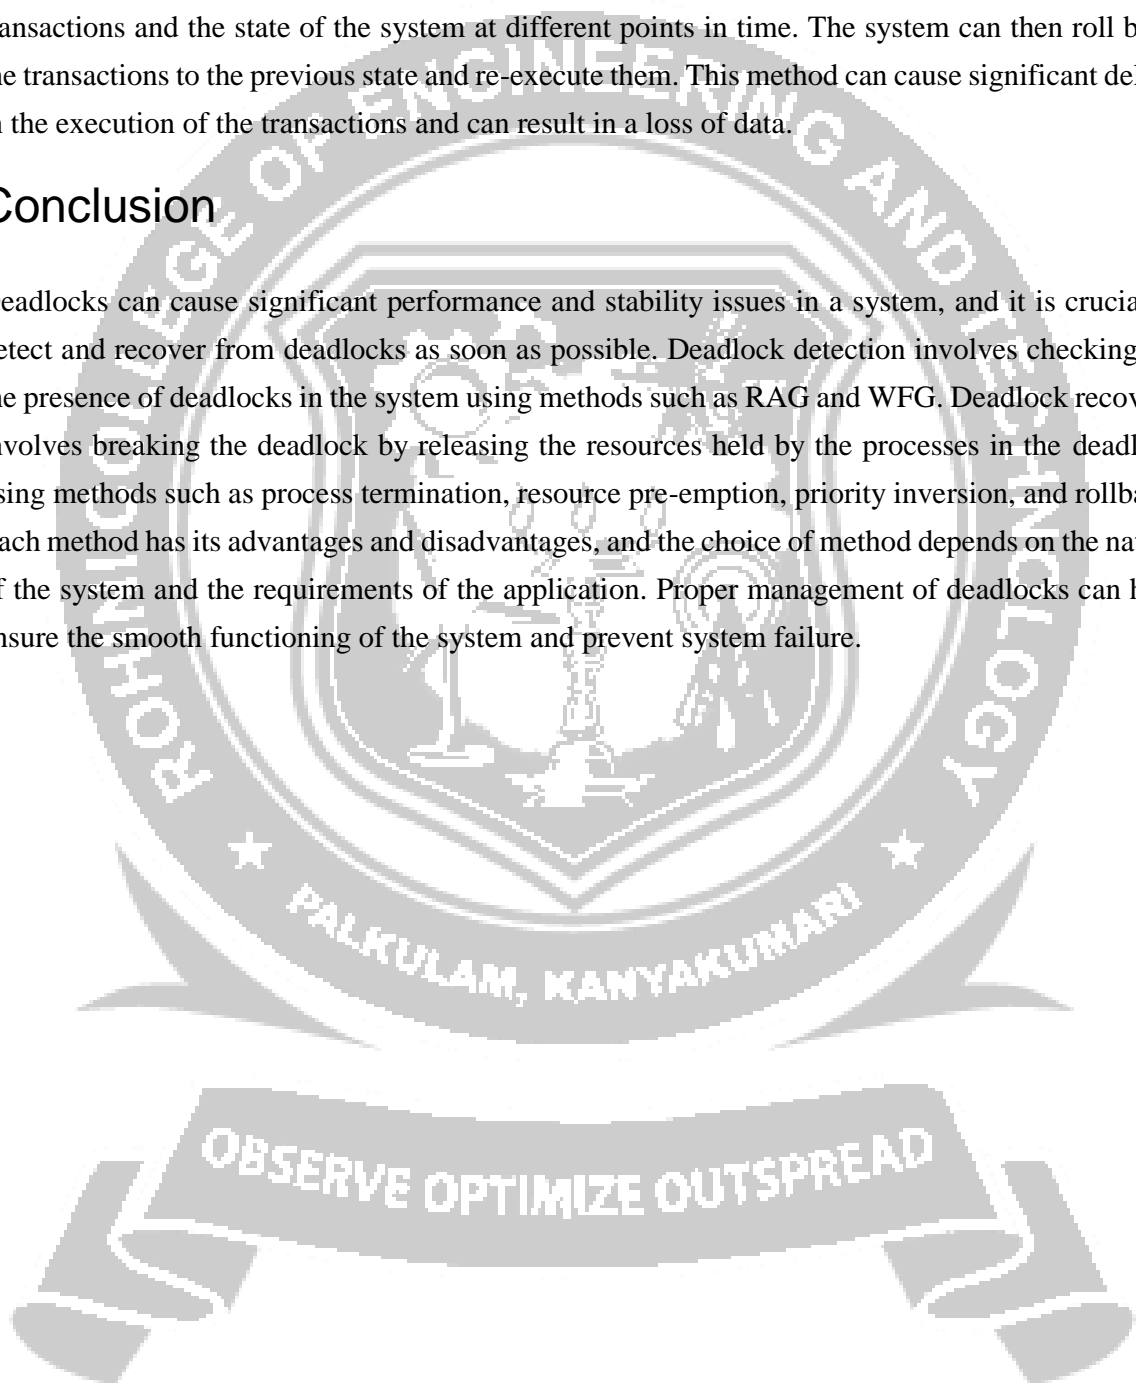 ansactions and the state of the system at different points in time. The system can then roll b
e transactions to the previous state and re-execute them. This method can cause significant del
the execution of the transactions and can result in a loss of data.
Conclusion
eadlocks can cause significant performance and stability issues in a system, and it is crucia
etect and recover from deadlocks as soon as possible. Deadlock detection involves checking
e presence of deadlocks in the system using methods such as RAG and WFG. Deadlock recov
volves breaking the deadlock by releasing the resources held by the processes in the deadl
sing methods such as process termination, resource pre-emption, priority inversion, and rollba
ach method has its advantages and disadvantages, and the choice of method depends on the nat
f the system and the requirements of the application. Proper management of deadlocks can h
nsure the smooth functioning of the system and prevent system failure.
ROHINI COLLEGE OF ENGINEERING AND TECHNOLOGY
PALKULAM, KANYAKUMARI
OBSERVE OPTIMIZE OUTSPREAD